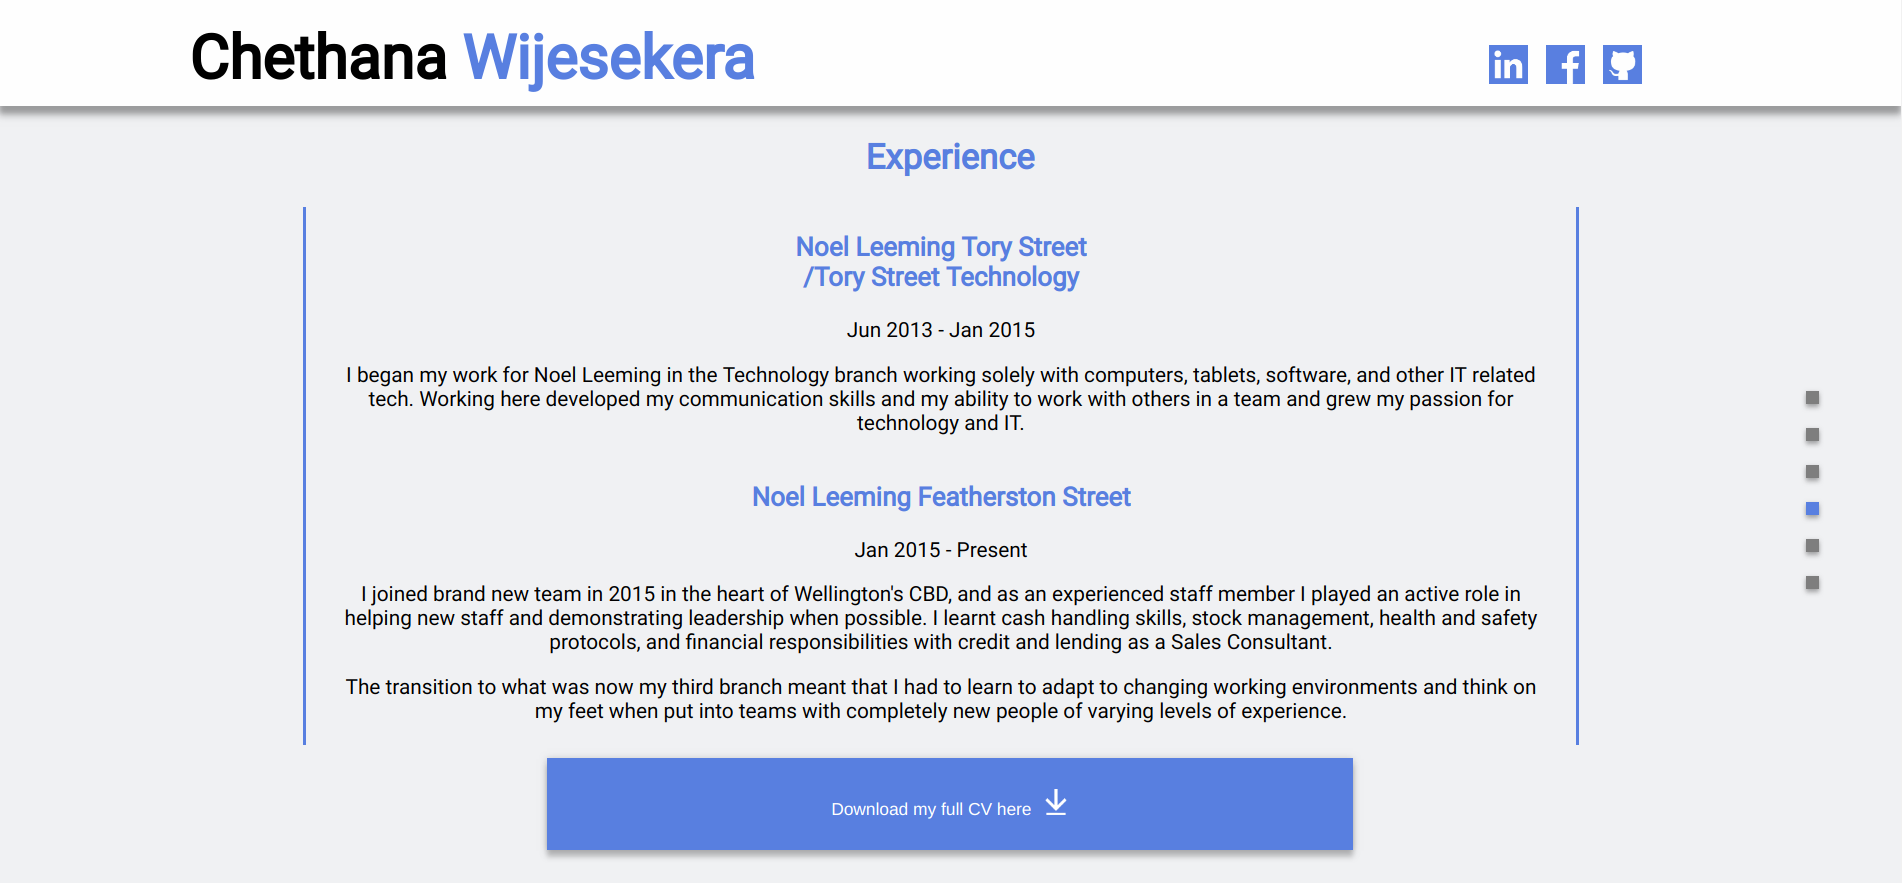 Chethana Wijesekera
Experience
Noel Leeming Tory Street
/Tory Street Technology
Jun 2013 - Jan 2015
I began my work for Noel Leeming in the Technology branch working solely with computers, tablets, software, and other IT related
tech. Working here developed my communication skills and my ability to work with others in a team and grew my passion for
technology and IT.
Noel Leeming Featherston Street
Jan 2015 - Present
I joined brand new team in 2015 in the heart of Wellington's CBD, and as an experienced staff member I played an active role in
helping new staff and demonstrating leadership when possible. I learnt cash handling skills, stock management, health and safety
protocols, and financial responsibilities with credit and lending as a Sales Consultant.
The transition to what was now my third branch meant that I had to learn to adapt to changing working environments and think on
my feet when put into teams with completely new people of varying levels of experience.
Download my full CV here